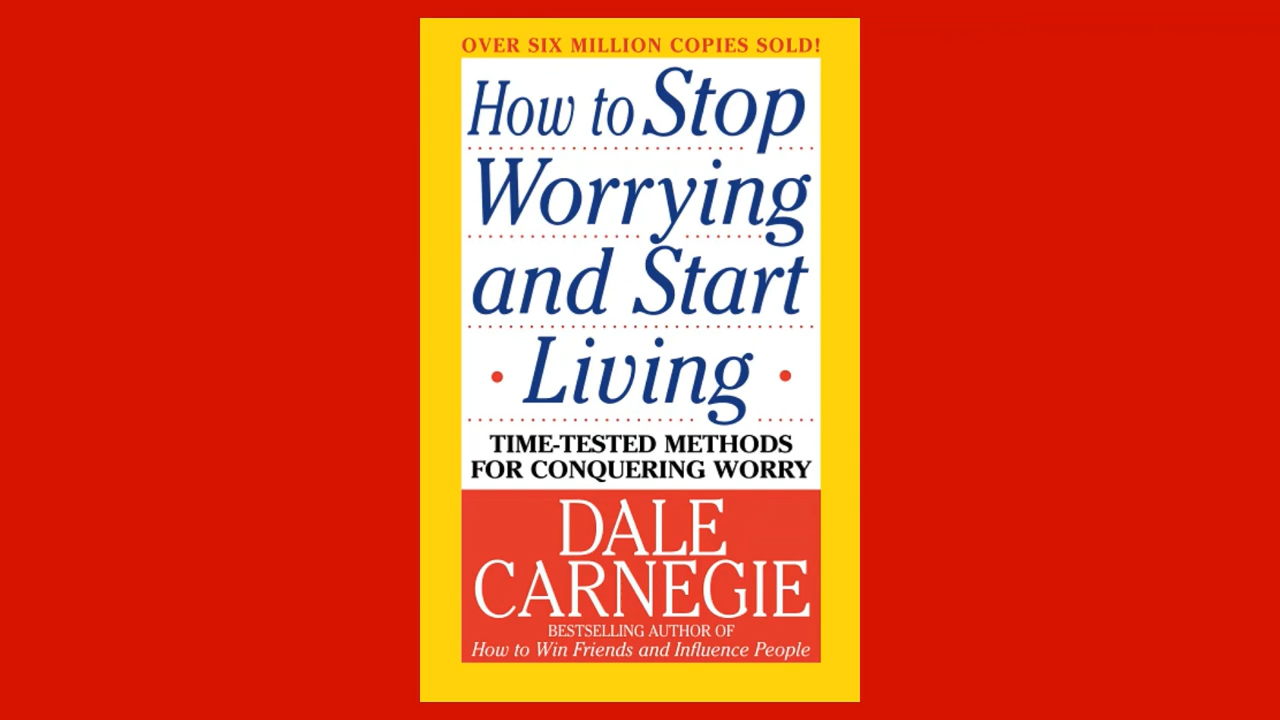 OVER SIX MILLION COPIES SOLD!
How to Stop
Worrying
and Start
• Living •
TIME-TESTED METHODS
FOR CONQUERING WORRY
DALE
CARNEGIE
BESTSELLING AUTHOR OF
How to Win Friends and Influence People